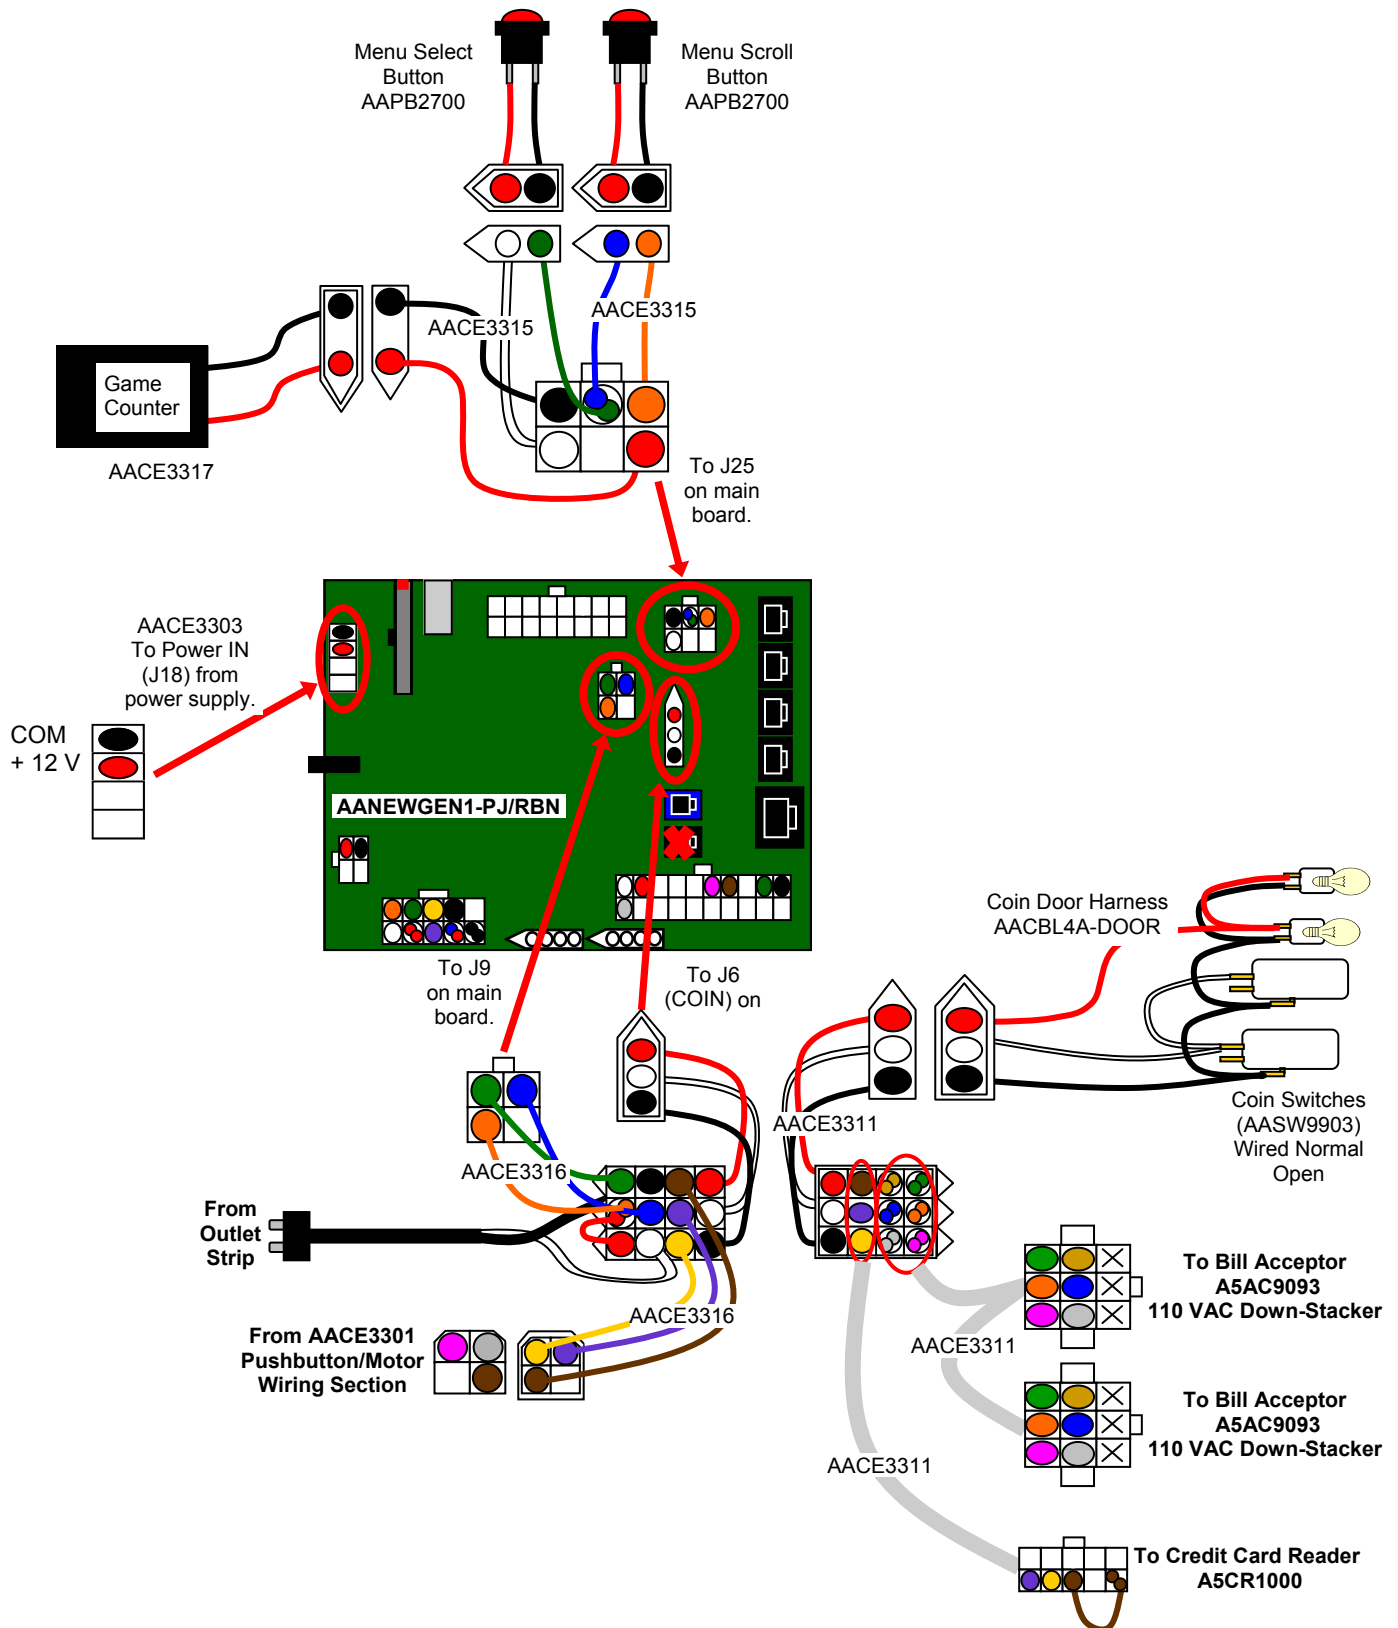 Menu Select
Button
AAPB2700
Menu Scroll
Button
AAPB2700
AACE3315
AACE3315
Game
Counter
AACE3317
To J25
on main
board.
AACE3303
To Power IN
(J18) from
power supply.
COM
+ 12 V
AANEWGEN1-PJ/RBN
Coin Door Harness
AACBL4A-DOOR
To J9
on main
board.
To J6
(COIN) on
Coin Switches
(AASW9903)
Wired Normal
Open
AACE3311
AACE3316
From
Outlet
Strip
AACE3316
From AACE3301
Pushbutton/Motor
Wiring Section
To Bill Acceptor
A5AC9093
110 VAC Down-Stacker
AACE3311
To Bill Acceptor
A5AC9093
110 VAC Down-Stacker
AACE3311
To Credit Card Reader
A5CR1000